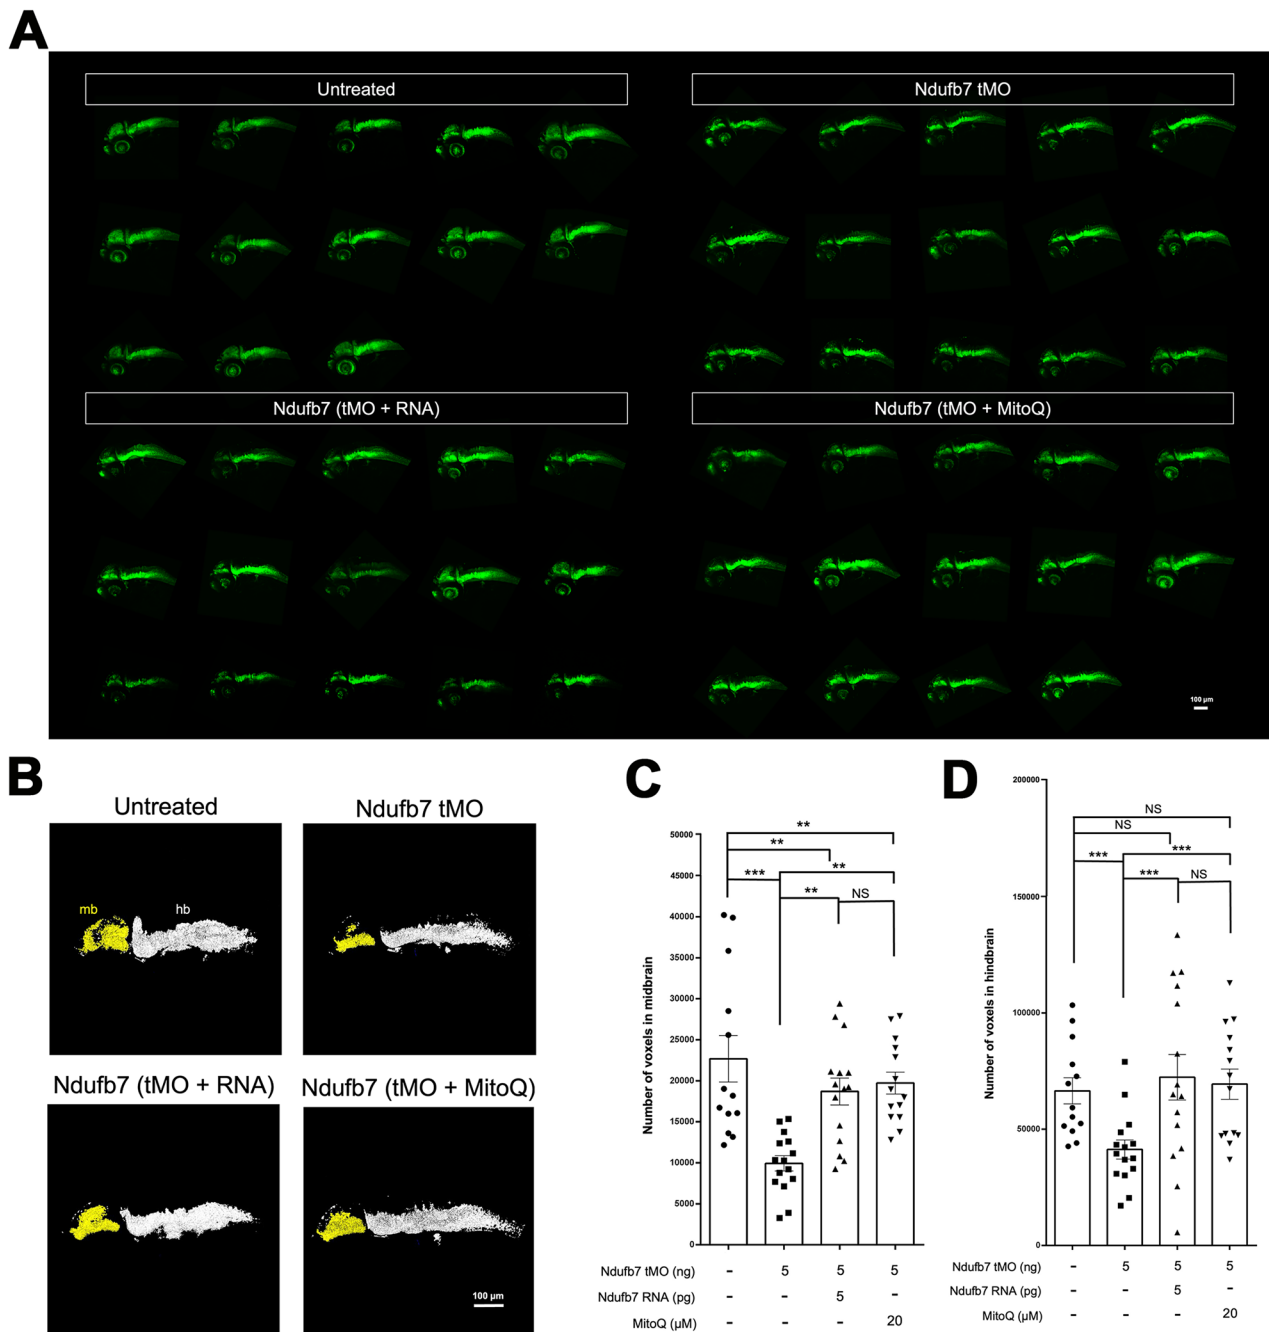 A
Untreated
Ndufb7 tMO
Ndufb7 (tMO + RNA)
Ndufb7 (tMO + MitoQ)
100 µm
B
Untreated
Ndufb7 tMO
mb
hb
Ndufb7 (tMO + RNA)
Ndufb7 (tMO + MitoQ)
100 µm
C
Number of voxels in midbrain
50000
45000
40000
35000
30000
25000
20000
15000
10000
5000
0
**
**
***
**
**
NS
Ndufb7 tMO (ng)
– 5 5 5
Ndufb7 RNA (pg)
– – 5
MitoQ (µM)
– – – 20
D
Number of voxels in hindbrain
200000
150000
100000
50000
0
NS
NS
***
***
***
NS
Ndufb7 tMO (ng)
– 5 5 5
Ndufb7 RNA (pg)
– – 5 –
MitoQ (µM)
– – – 20